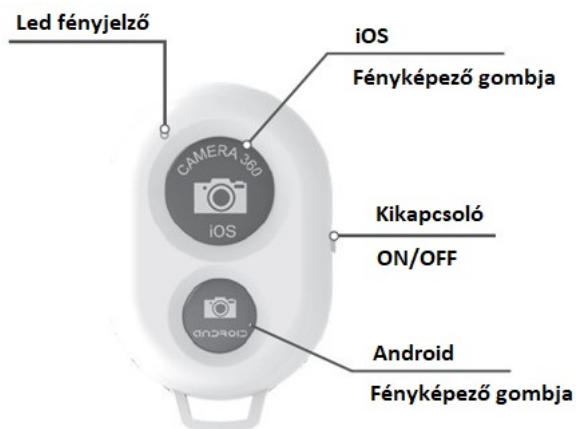 Led fényjelző
iOS
Fényképező gombja
CAMERA 360
iOS
Kikapcsoló
ON/OFF
ANDROID
Android
Fényképező gombja